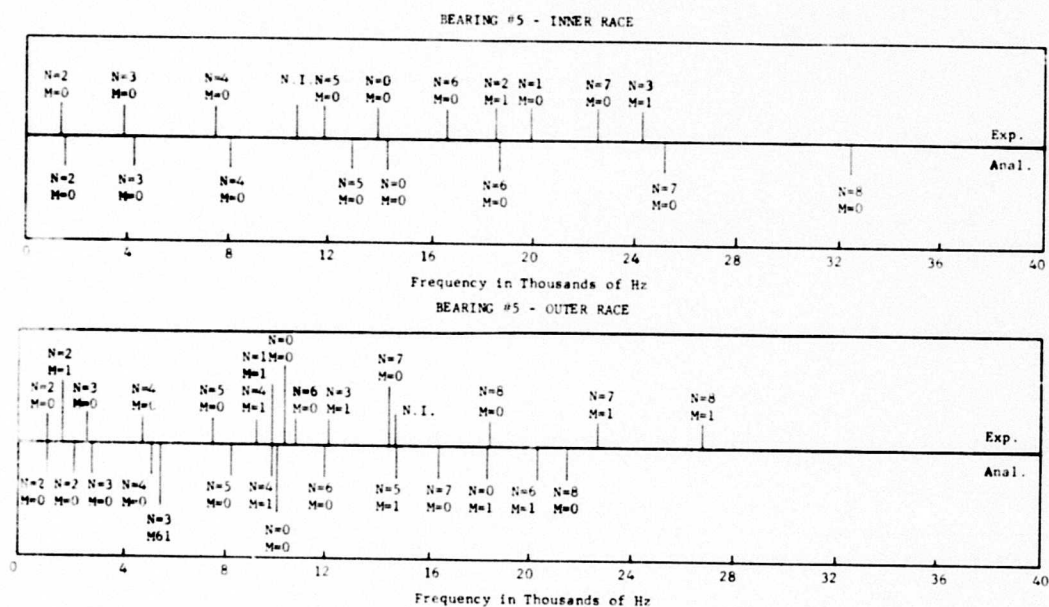 BEARING #5 - INNER RACE
N=2 N=3 N=4 N.I. N=5 N=0 N=6 N=2 N=1 N=7 N=3
M=0 M=0 M=0 M=0 M=0 M=0 M=1 M=0 M=0 M=1
Exp.
Anal.
N=2 N=3 N=4 N=5 N=0 N=6 N=7 N=8
M=0 M=0 M=0 M=0 M=0 M=0 M=0 M=0
0 4 8 12 16 20 24 28 32 36 40
Frequency in Thousands of Hz
BEARING #5 - OUTER RACE
N=0
N=2 N=1 M=0 N=7
M=1 M=1 M=0
N=2 N=3 N=4 N=5 N=4 N=6 N=3 N=8 N=7 N=8
M=0 M=0 M=0 M=1 M=0 M=1 N.I. M=0 M=1 M=1
Exp.
Anal.
N=2 N=2 N=3 N=4 N=5 N=4 N=6 N=5 N=7 N=0 N=6 N=8
M=0 M=0 M=0 M=0 M=0 M=1 M=0 M=1 M=0 M=1 M=1 M=0
N=3 N=0
M61 M=0
0 4 8 12 16 20 24 28 32 36 40
Frequency in Thousands of Hz